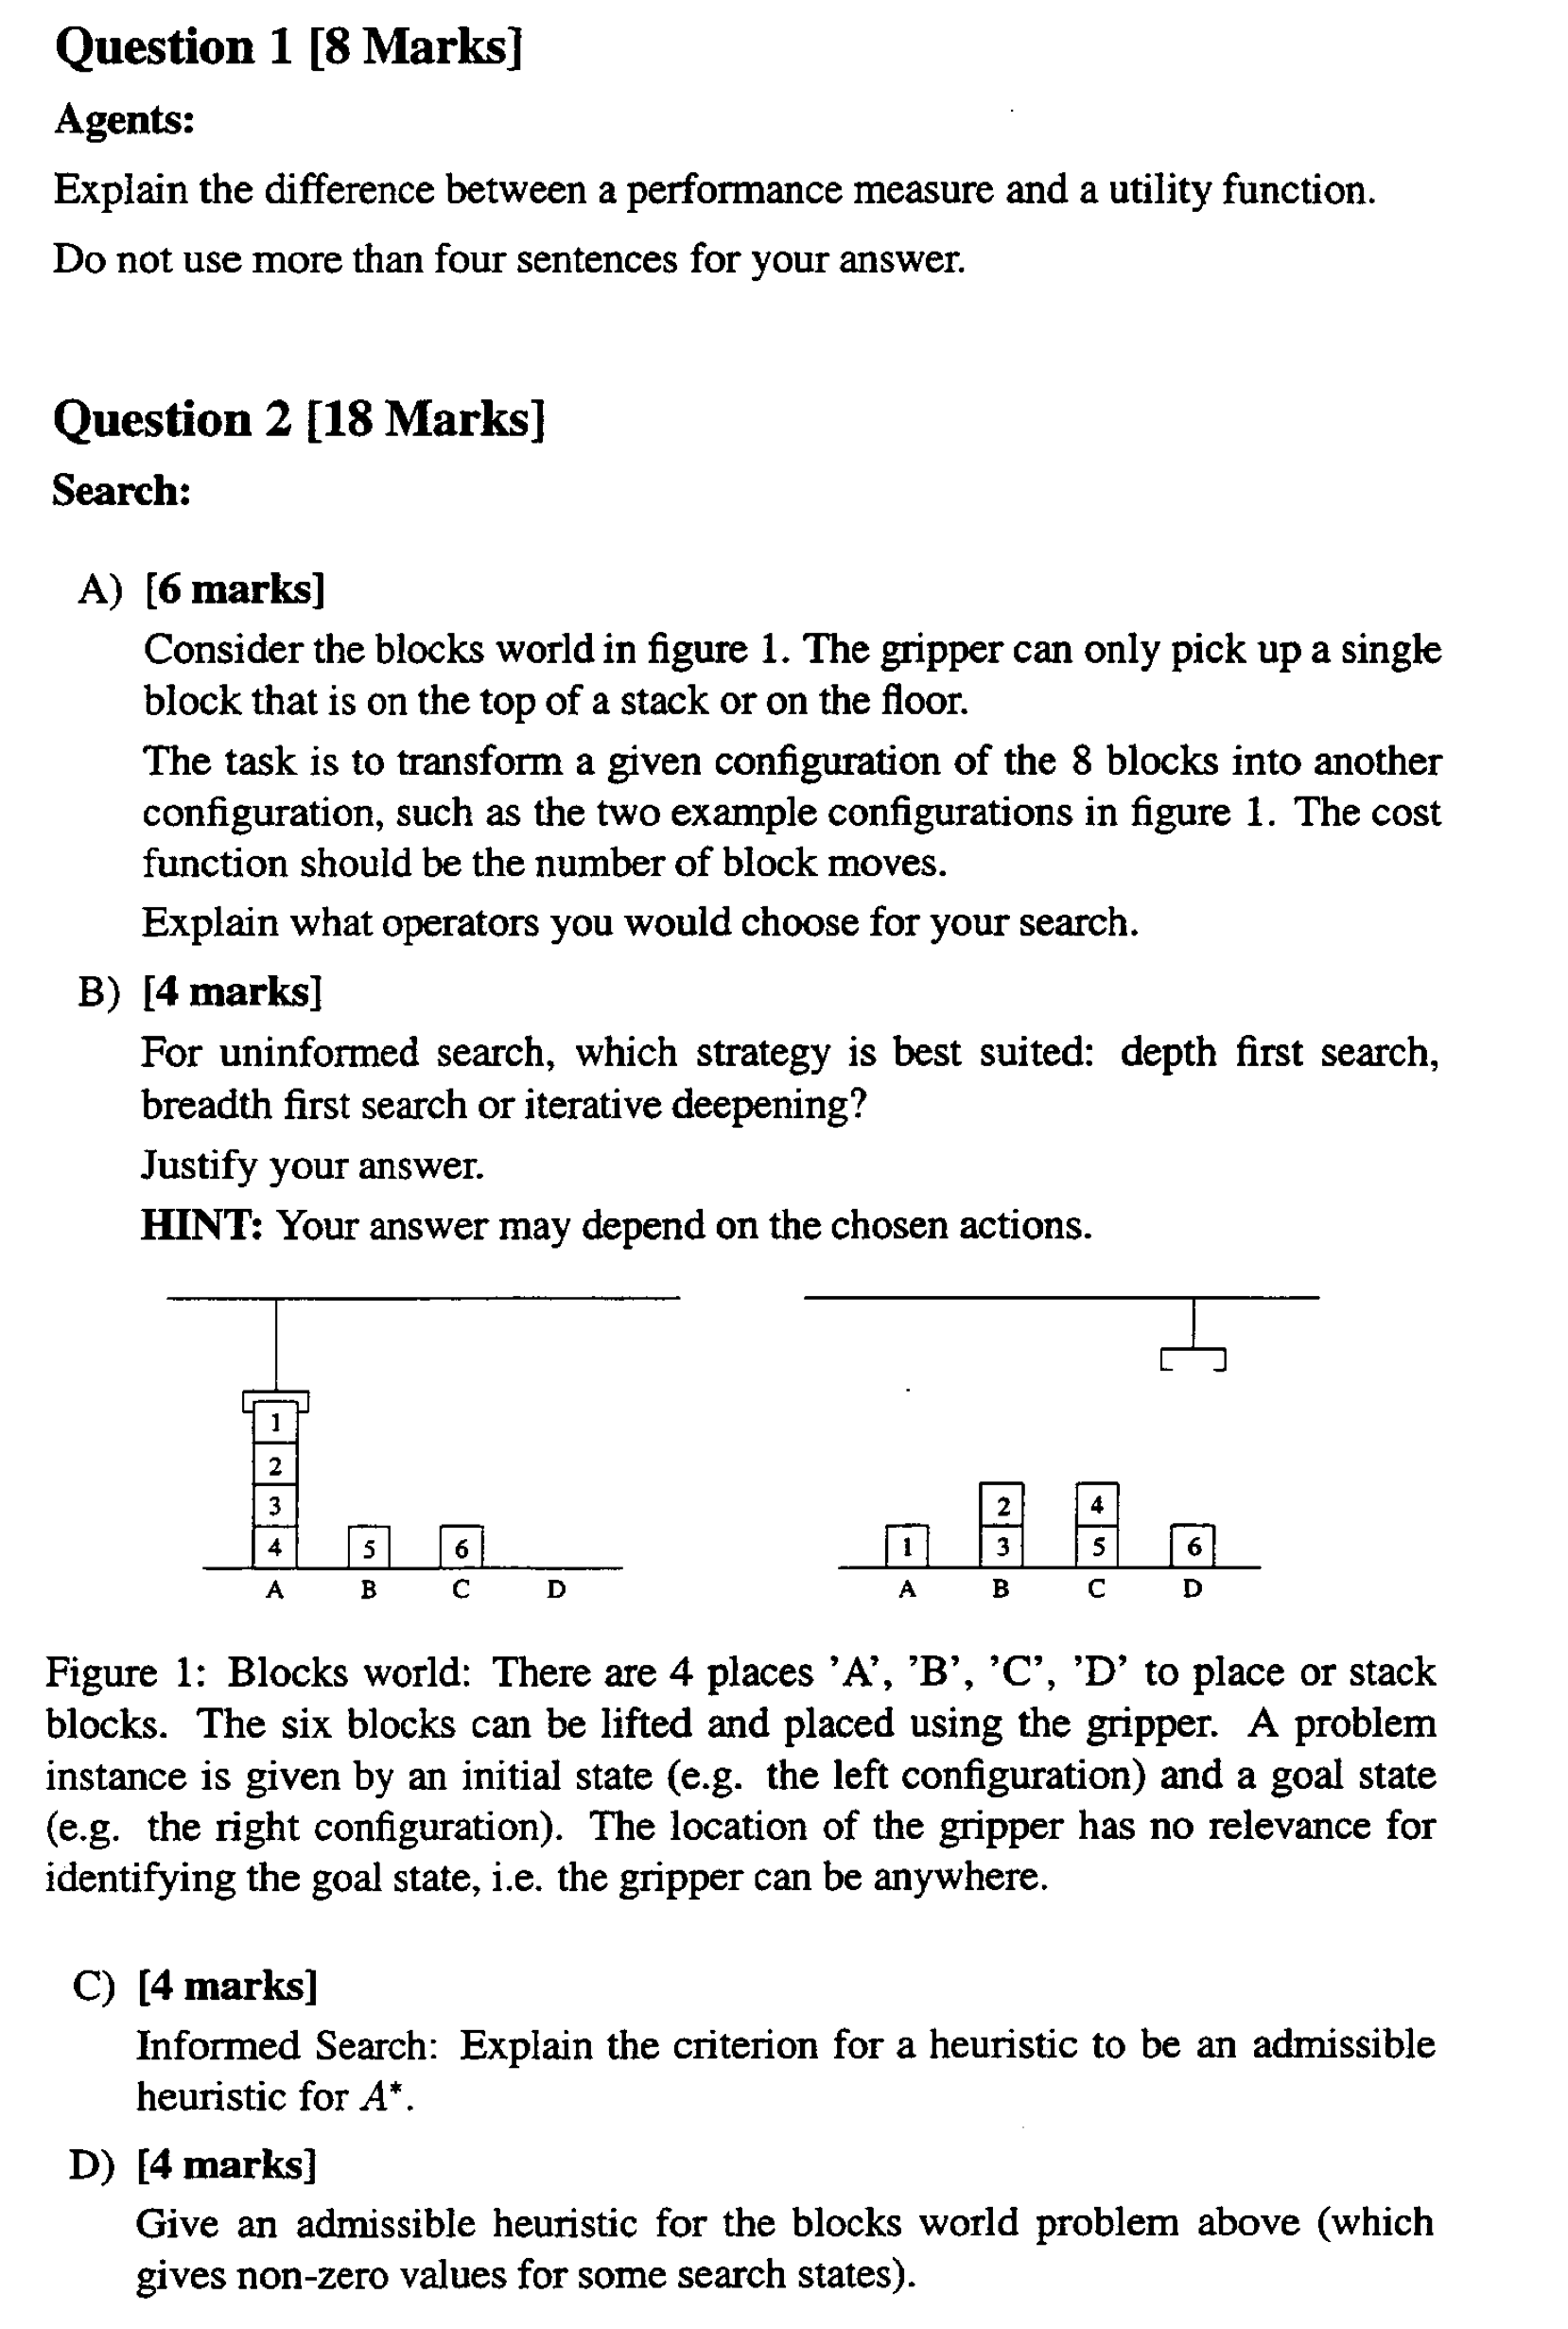 Question 1 [8 Marks]
Agents:
Explain the difference between a performance measure and a utility function.
Do not use more than four sentences for your answer.
Question 2 [18 Marks]
Search:
A) [6 marks]
Consider the blocks world in figure 1. The gripper can only pick up a single
block that is on the top of a stack or on the floor.
The task is to transform a given configuration of the 8 blocks into another
configuration, such as the two example configurations in figure 1. The cost
function should be the number of block moves.
Explain what operators you would choose for your search.
B) [4 marks]
For uninformed search, which strategy is best suited: depth first search,
breadth first search or iterative deepening?
Justify your answer.
HINT: Your answer may depend on the chosen actions.
1
2
3
4 5 6
A B C D
2 4
1 3 5 6
A B C D
Figure 1: Blocks world: There are 4 places 'A', 'B', 'C', 'D' to place or stack
blocks. The six blocks can be lifted and placed using the gripper. A problem
instance is given by an initial state (e.g. the left configuration) and a goal state
(e.g. the right configuration). The location of the gripper has no relevance for
identifying the goal state, i.e. the gripper can be anywhere.
C) [4 marks]
Informed Search: Explain the criterion for a heuristic to be an admissible
heuristic for A*.
D) [4 marks]
Give an admissible heuristic for the blocks world problem above (which
gives non-zero values for some search states).